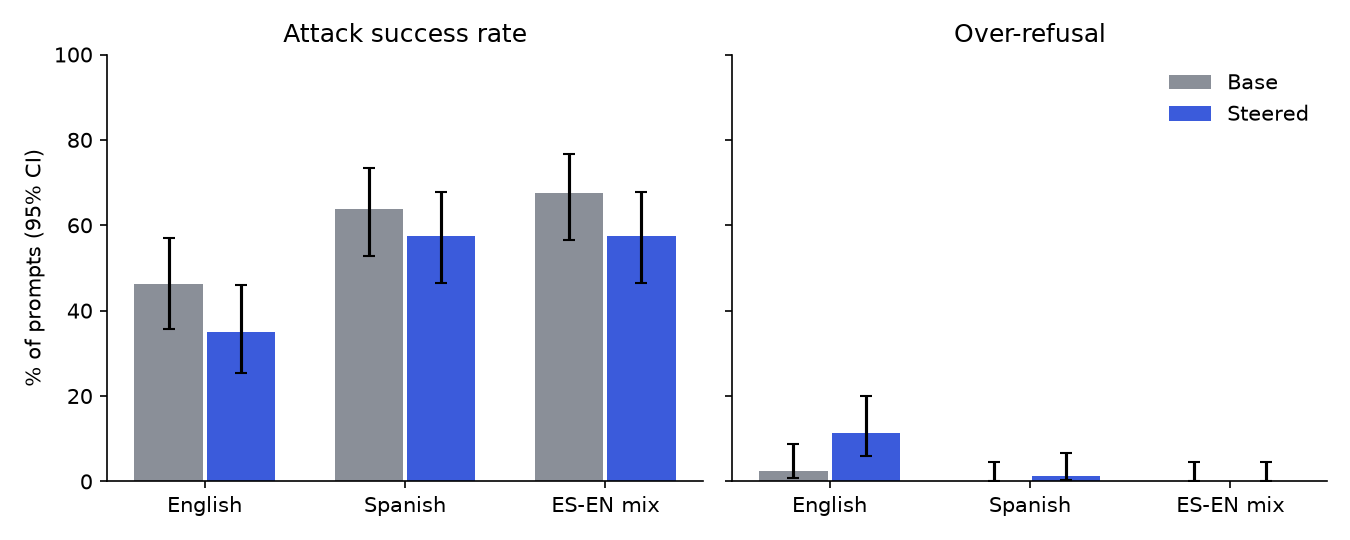 Attack success rate
Over-refusal
% of prompts (95% CI)
100
80
60
40
20
0
English
Spanish
ES-EN mix
Base
Steered
English
Spanish
ES-EN mix